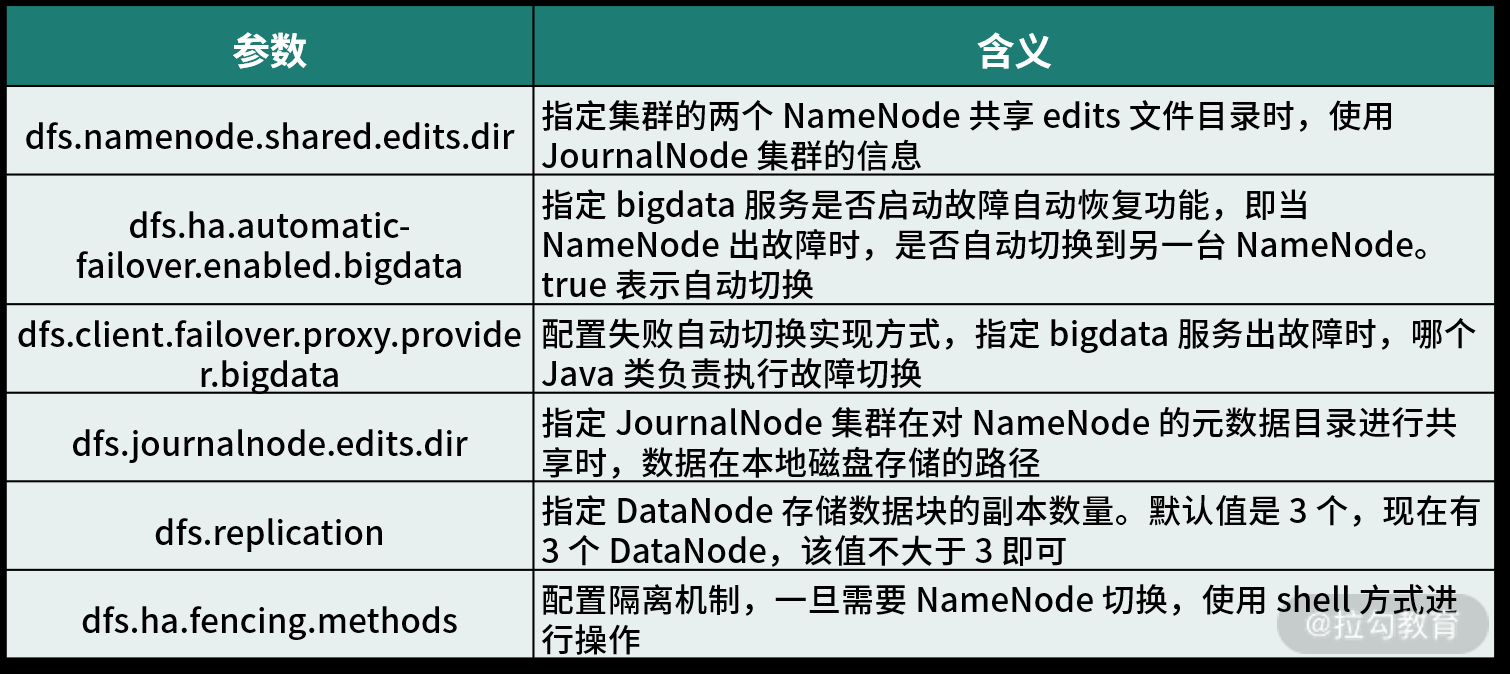 参数
含义
dfs.namenode.shared.edits.dir
指定集群的两个 NameNode 共享 edits 文件目录时，使用
JournalNode 集群的信息
dfs.ha.automatic-
failover.enabled.bigdata
指定 bigdata 服务是否启动故障自动恢复功能，即当
NameNode 出故障时，是否自动切换到另一台 NameNode。
true 表示自动切换
dfs.client.failover.proxy.provide
r.bigdata
配置失败自动切换实现方式，指定 bigdata 服务出故障时，哪个
Java 类负责执行故障切换
dfs.journalnode.edits.dir
指定 JournalNode 集群在对 NameNode 的元数据目录进行共
享时，数据在本地磁盘存储的路径
dfs.replication
指定 DataNode 存储数据块的副本数量。默认值是 3 个，现在有
3 个 DataNode，该值不大于 3 即可
dfs.ha.fencing.methods
配置隔离机制，一旦需要 NameNode 切换，使用 shell 方式进
行操作
@拉勾教育